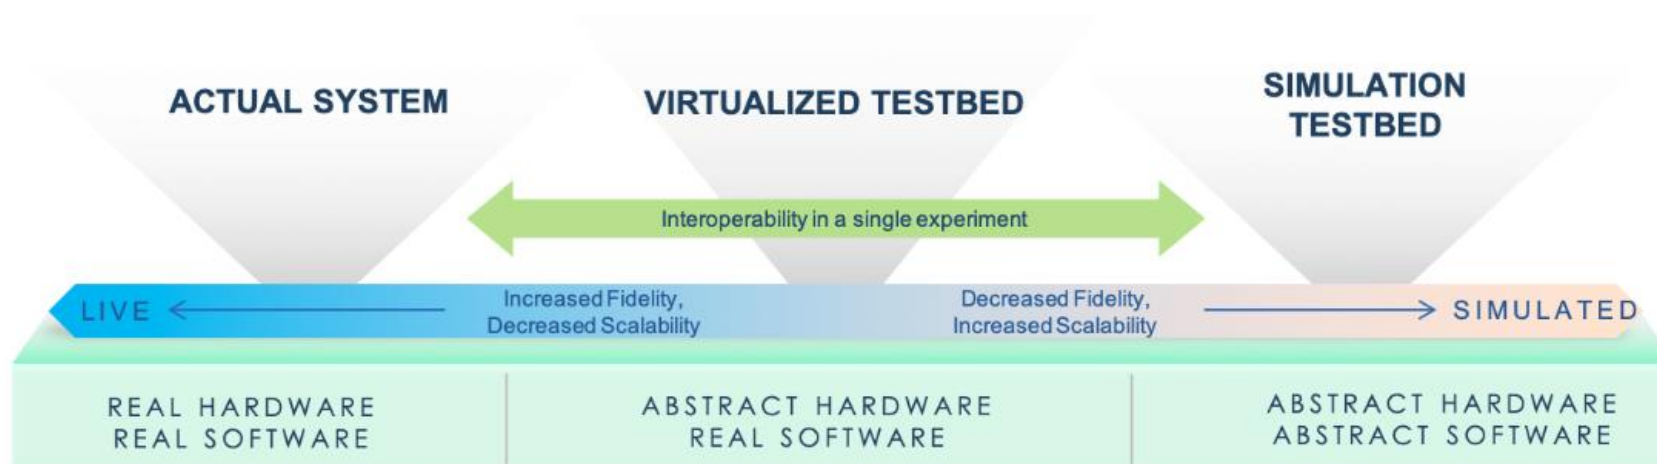 ACTUAL SYSTEM
VIRTUALIZED TESTBED
SIMULATION
TESTBED
Interoperability in a single experiment
LIVE
Increased Fidelity,
Decreased Scalability
Decreased Fidelity,
Increased Scalability
SIMULATED
REAL HARDWARE
REAL SOFTWARE
ABSTRACT HARDWARE
REAL SOFTWARE
ABSTRACT HARDWARE
ABSTRACT SOFTWARE